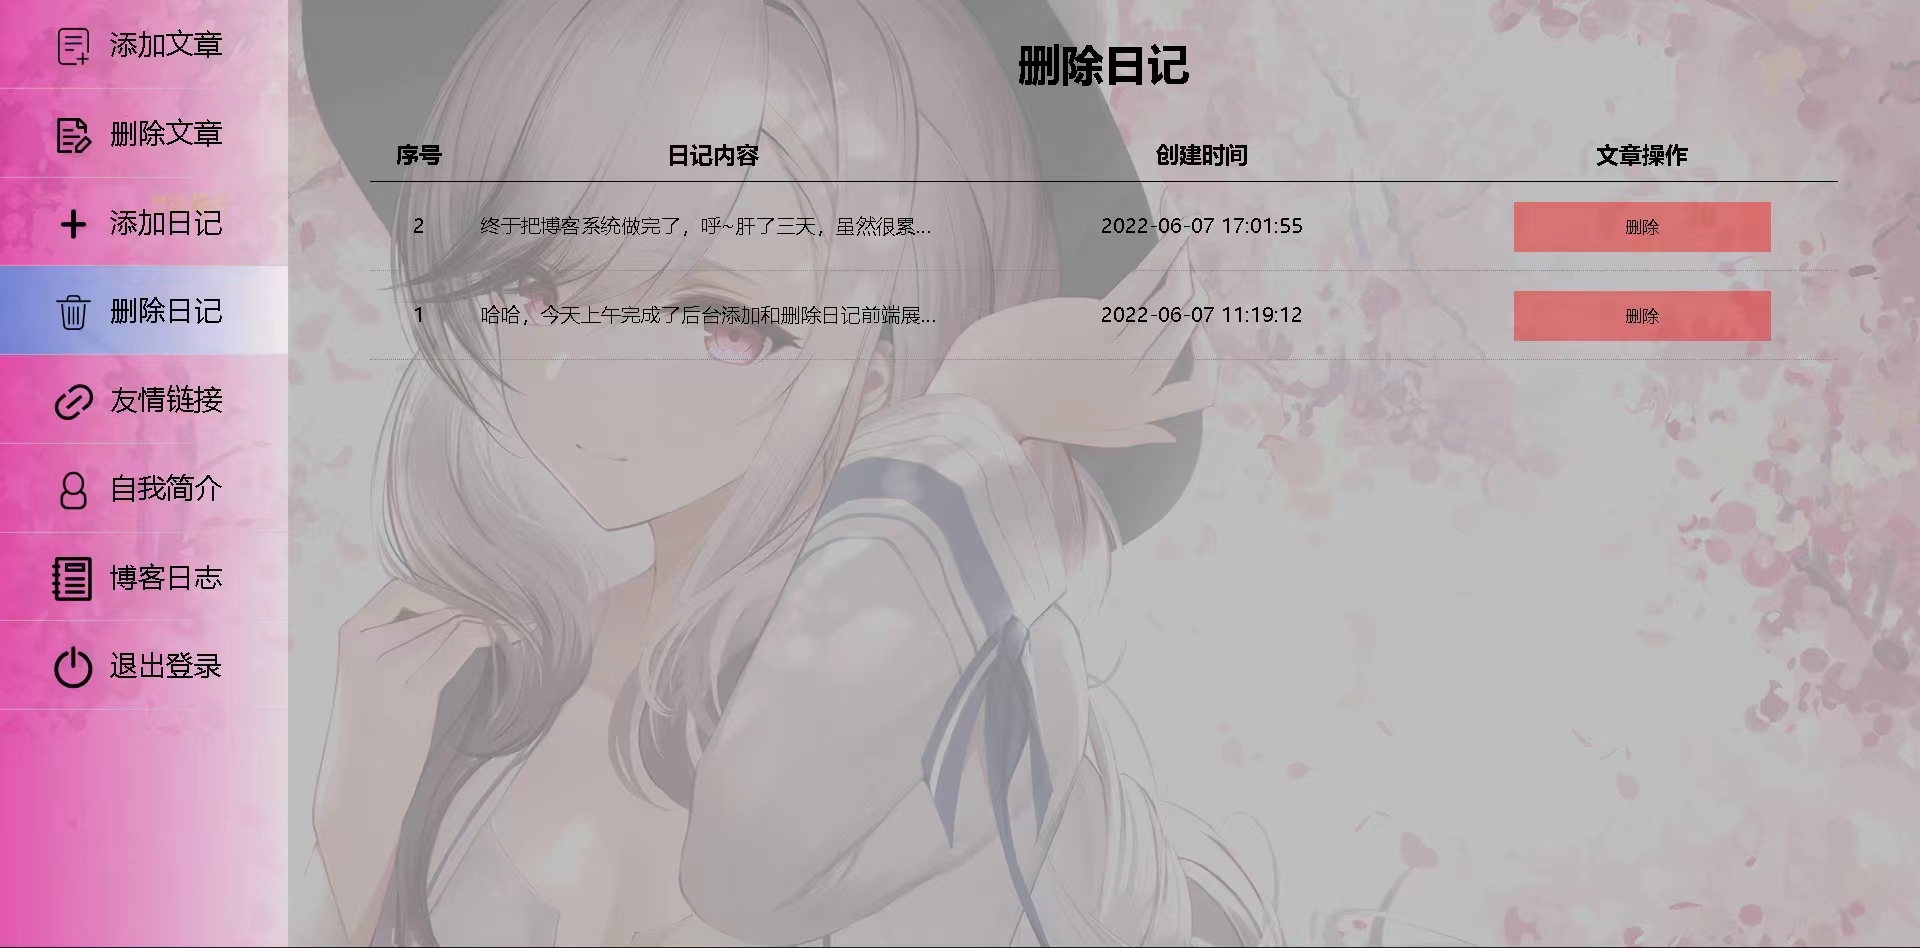 添加文章
删除文章
添加日记
删除日记
友情链接
自我简介
博客日志
退出登录
删除日记
序号 日记内容 创建时间 文章操作
2 终于把博客系统做完了，呼~肝了三天，虽然很累... 2022-06-07 17:01:55 删除
1 哈哈，今天上午完成了后台添加和删除日记前端展... 2022-06-07 11:19:12 删除